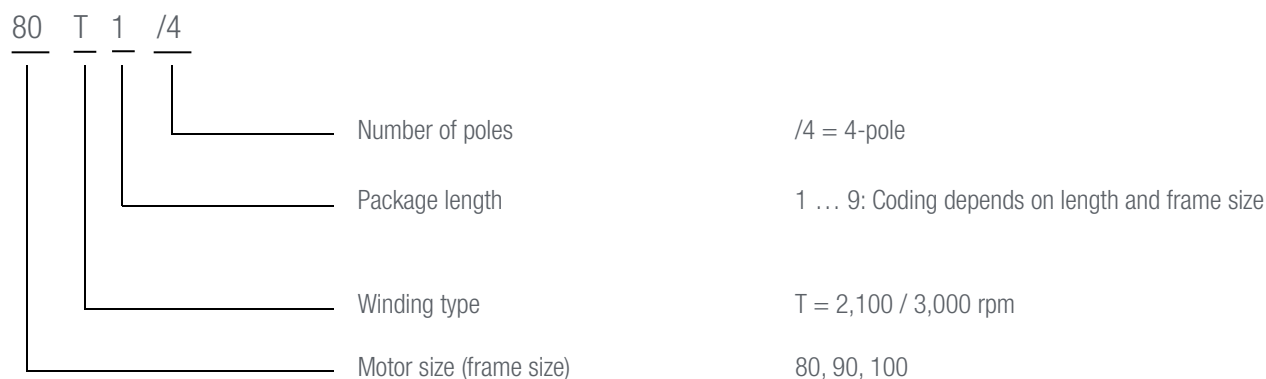 80 T 1 /4
Number of poles /4 = 4-pole
Package length 1 … 9: Coding depends on length and frame size
Winding type T = 2,100 / 3,000 rpm
Motor size (frame size) 80, 90, 100